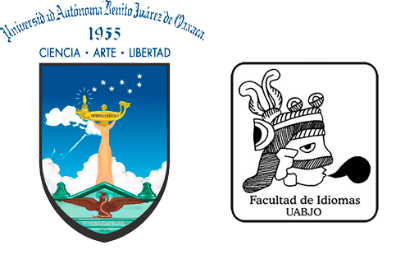 Universidad Autónoma Benito Juárez de Oaxaca
1955
CIENCIA • ARTE • LIBERTAD
Facultad de Idiomas
UABJO